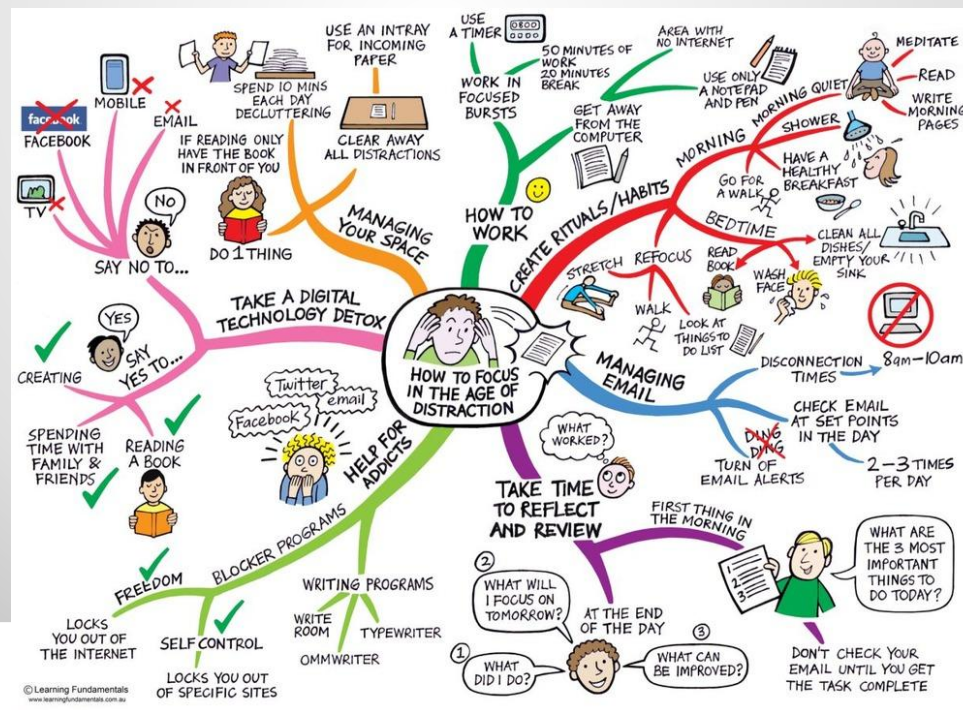 HOW TO FOCUS
IN THE AGE OF
DISTRACTION
HOW TO
WORK
WORK IN
FOCUSED
BURSTS
USE
A TIMER
50 MINUTES OF
WORK
20 MINUTES
BREAK
GET AWAY
FROM THE
COMPUTER
AREA WITH
NO INTERNET
USE ONLY
A NOTEPAD
AND PEN
CREATE RITUALS/HABITS
MORNING
MORNING QUIET
MEDITATE
READ
WRITE
MORNING
PAGES
SHOWER
HAVE A
HEALTHY
BREAKFAST
GO FOR
A WALK
BEDTIME
CLEAN ALL
DISHES/
EMPTY YOUR
SINK
WASH
FACE
READ
BOOK
REFOCUS
STRETCH
WALK
LOOK AT
THINGS TO
DO LIST
MANAGING
EMAIL
DISCONNECTION
TIMES
8am-10am
CHECK EMAIL
AT SET POINTS
IN THE DAY
2-3 TIMES
PER DAY
DING
DING
TURN OF
EMAIL ALERTS
TAKE TIME
TO REFLECT
AND REVIEW
WHAT
WORKED?
FIRST THING IN
THE MORNING
1
2
3
WHAT ARE
THE 3 MOST
IMPORTANT
THINGS TO
DO TODAY?
DON'T CHECK YOUR
EMAIL UNTIL YOU GET
THE TASK COMPLETE
AT THE END
OF THE DAY
1
WHAT
DID I DO?
2
WHAT WILL
I FOCUS ON
TOMORROW?
3
WHAT CAN
BE IMPROVED?
HELP FOR
ADDICTS
Twitter
email
Facebook
WRITING PROGRAMS
WRITE
ROOM
OMMWRITER
TYPEWRITER
BLOCKER PROGRAMS
FREEDOM
LOCKS
YOU OUT OF
THE INTERNET
SELF CONTROL
LOCKS YOU OUT
OF SPECIFIC SITES
TAKE A DIGITAL
TECHNOLOGY DETOX
SAY
YES TO...
YES
CREATING
SPENDING
TIME WITH
FAMILY &
FRIENDS
READING
A BOOK
SAY NO TO...
NO
TV
facebook
FACEBOOK
MOBILE
EMAIL
MANAGING
YOUR SPACE
DO 1 THING
IF READING ONLY
HAVE THE BOOK
IN FRONT OF YOU
SPEND 10 MINS
EACH DAY
DECLUTTERING
CLEAR AWAY
ALL DISTRACTIONS
USE AN INTRAY
FOR INCOMING
PAPER
© Learning Fundamentals
www.learningfundamentals.com.au